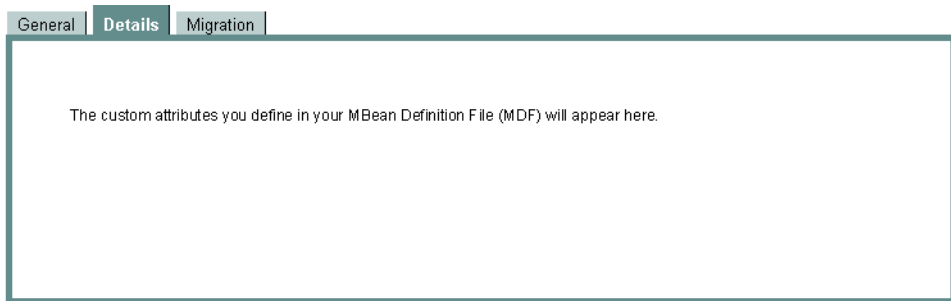 General Details Migration
The custom attributes you define in your MBean Definition File (MDF) will appear here.